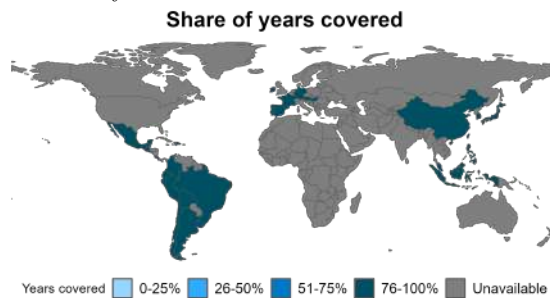 Share of years covered
Years covered 0-25% 26-50% 51-75% 76-100% Unavailable